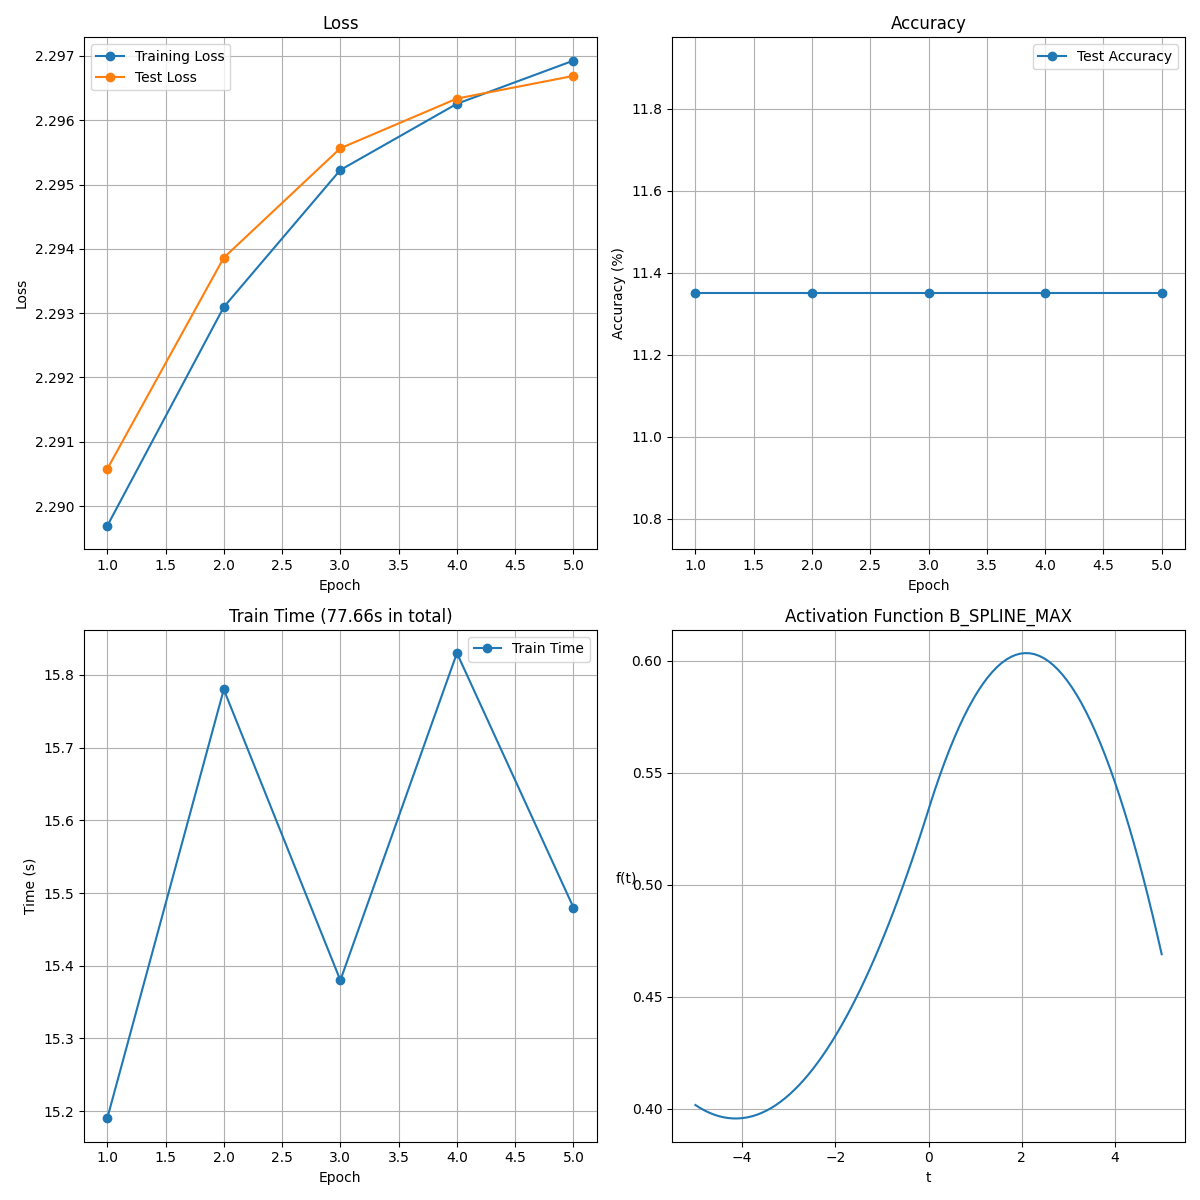 Loss
Training Loss
Test Loss
2.297
2.296
2.295
2.294
2.293
2.292
2.291
2.290
Loss
1.0 1.5 2.0 2.5 3.0 3.5 4.0 4.5 5.0
Epoch
Accuracy
Test Accuracy
11.8
11.6
11.4
11.2
11.0
10.8
Accuracy (%)
1.0 1.5 2.0 2.5 3.0 3.5 4.0 4.5 5.0
Epoch
Train Time (77.66s in total)
Train Time
15.8
15.7
15.6
15.5
15.4
15.3
15.2
Time (s)
1.0 1.5 2.0 2.5 3.0 3.5 4.0 4.5 5.0
Epoch
Activation Function B_SPLINE_MAX
0.60
0.55
0.50
0.45
0.40
f(t)
−4 −2 0 2 4
t